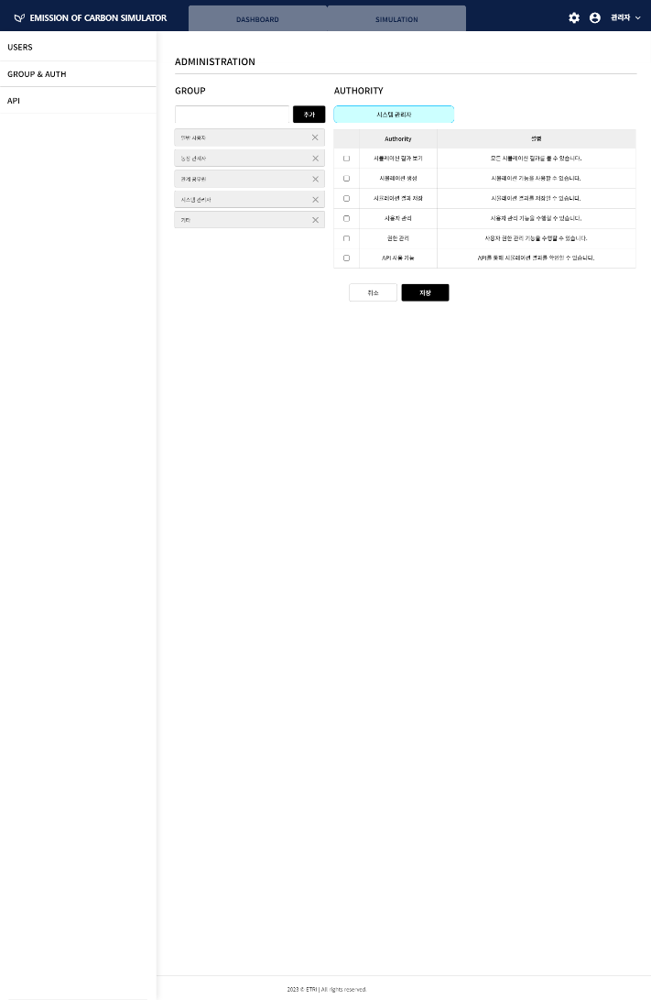 EMISSION OF CARBON SIMULATOR
DASHBOARD
SIMULATION
관리자
USERS
GROUP & AUTH
API
ADMINISTRATION
GROUP
추가
일반 사용자
농장 관계자
관계 공무원
시스템 관리자
기타
AUTHORITY
시스템 관리자
Authority 설명
시뮬레이션 결과 보기 모든 시뮬레이션 결과를 볼 수 있습니다.
시뮬레이션 생성 시뮬레이션 기능을 사용할 수 있습니다.
시뮬레이션 결과 저장 시뮬레이션 결과를 저장할 수 있습니다.
사용자 관리 사용자 관리 기능을 수행할 수 있습니다.
권한 관리 사용자 권한 관리 기능을 수행할 수 있습니다.
API 사용 가능 API를 통해 시뮬레이션 결과를 확인할 수 있습니다.
취소
저장
2023 © ETRI | All rights reserved.